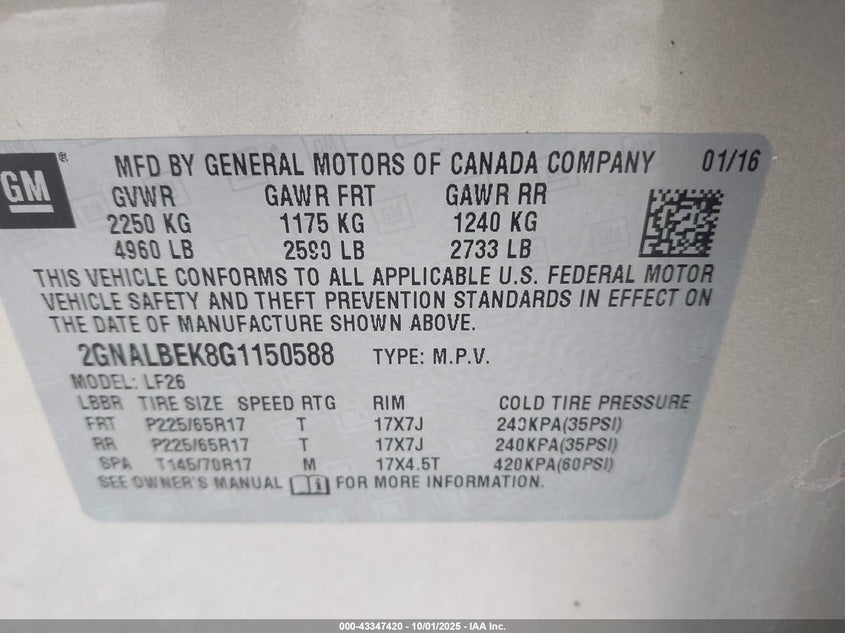 GM®
MFD BY GENERAL MOTORS OF CANADA COMPANY 01/16
GVWR GAWR FRT GAWR RR
2250 KG 1175 KG 1240 KG
4960 LB 2590 LB 2733 LB
THIS VEHICLE CONFORMS TO ALL APPLICABLE U.S. FEDERAL MOTOR
VEHICLE SAFETY AND THEFT PREVENTION STANDARDS IN EFFECT ON
THE DATE OF MANUFACTURE SHOWN ABOVE.
2GNALBEK8G1150588 TYPE: M.P.V.
MODEL: LF26
LBBR TIRE SIZE SPEED RTG RIM COLD TIRE PRESSURE
FRT P225/65R17 T 17X7J 240KPA(35PSI)
RR P225/65R17 T 17X7J 240KPA(35PSI)
SPA T145/70R17 M 17X4.5T 420KPA(60PSI)
SEE OWNER'S MANUAL FOR MORE INFORMATION.
000-43347420 - 10/01/2025 - IAA Inc.